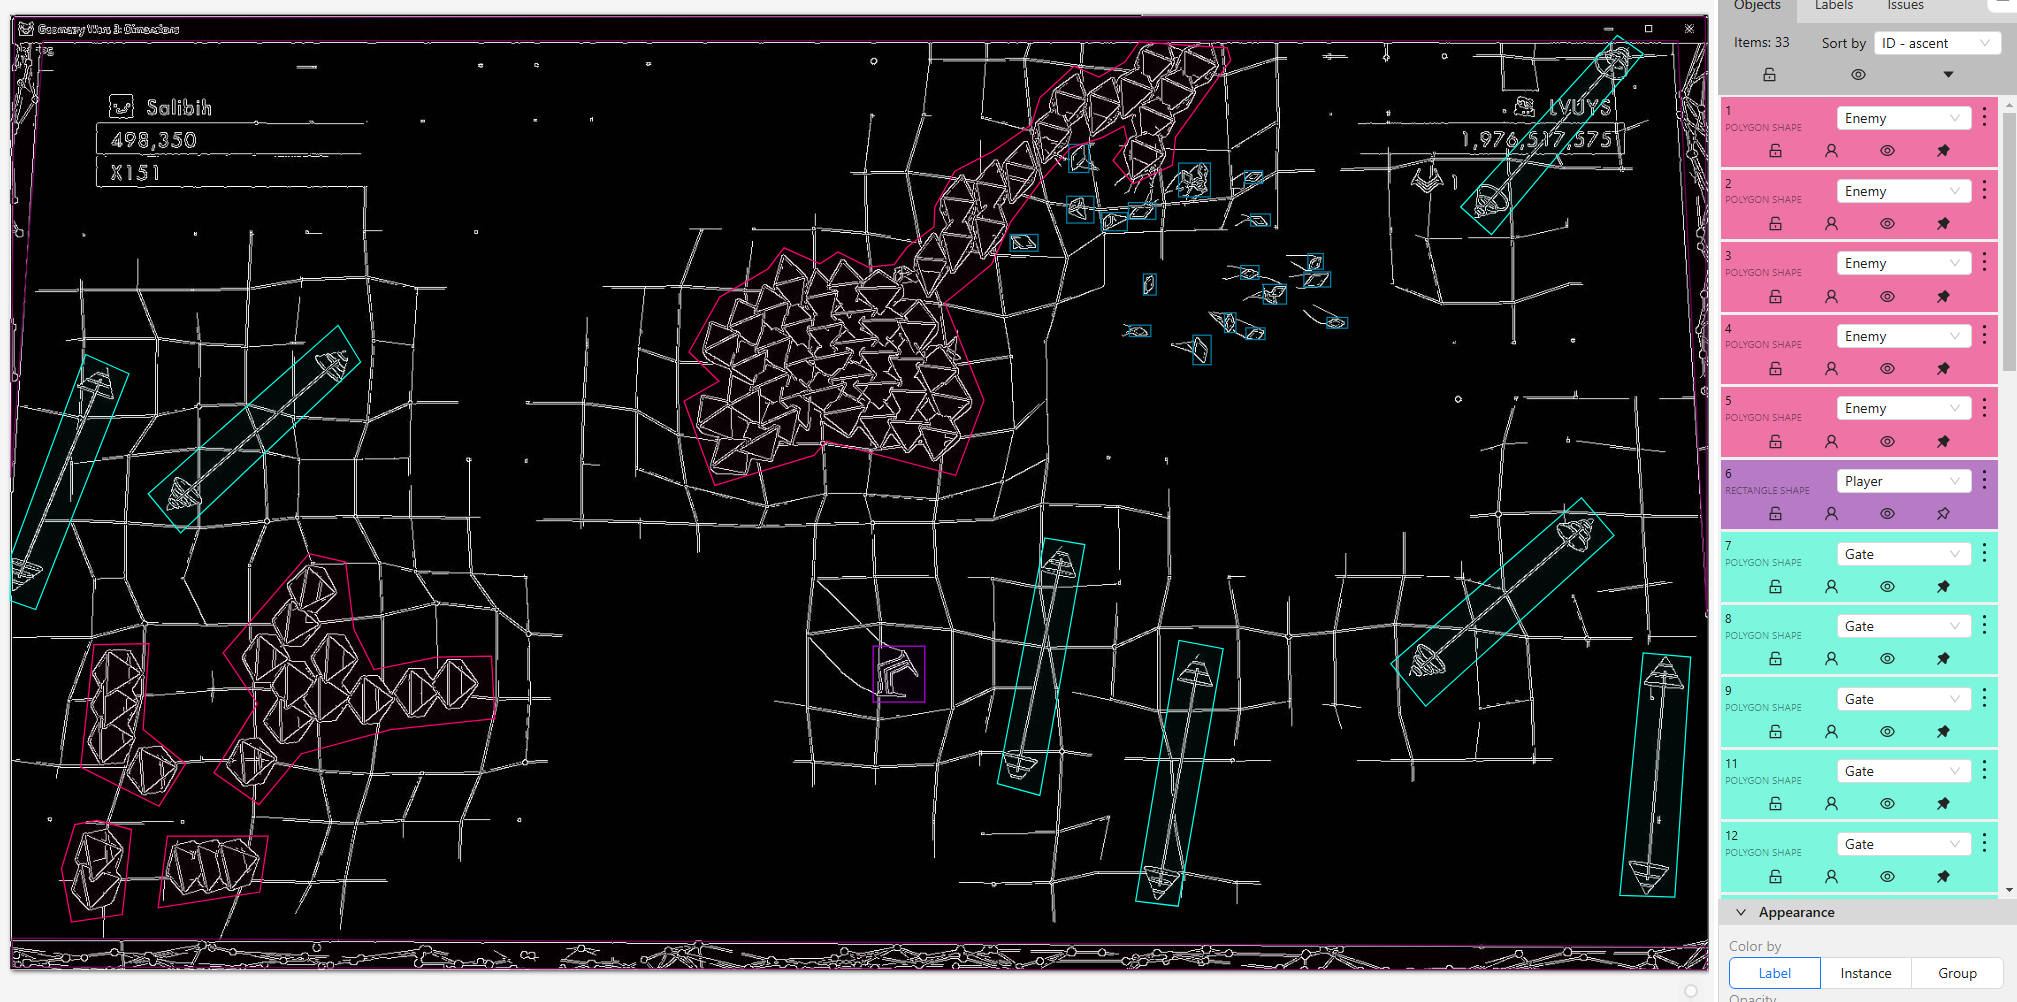 Geometry Wars 3: Dimensions
Salibih
498,350
X151
LVUYS
1,976,517,575
1
Objects
Labels
Issues
Items: 33
Sort by
ID - ascent
1
POLYGON SHAPE
Enemy
2
POLYGON SHAPE
Enemy
3
POLYGON SHAPE
Enemy
4
POLYGON SHAPE
Enemy
5
POLYGON SHAPE
Enemy
6
RECTANGLE SHAPE
Player
7
POLYGON SHAPE
Gate
8
POLYGON SHAPE
Gate
9
POLYGON SHAPE
Gate
11
POLYGON SHAPE
Gate
12
POLYGON SHAPE
Gate
Appearance
Color by
Label
Instance
Group
Opacity